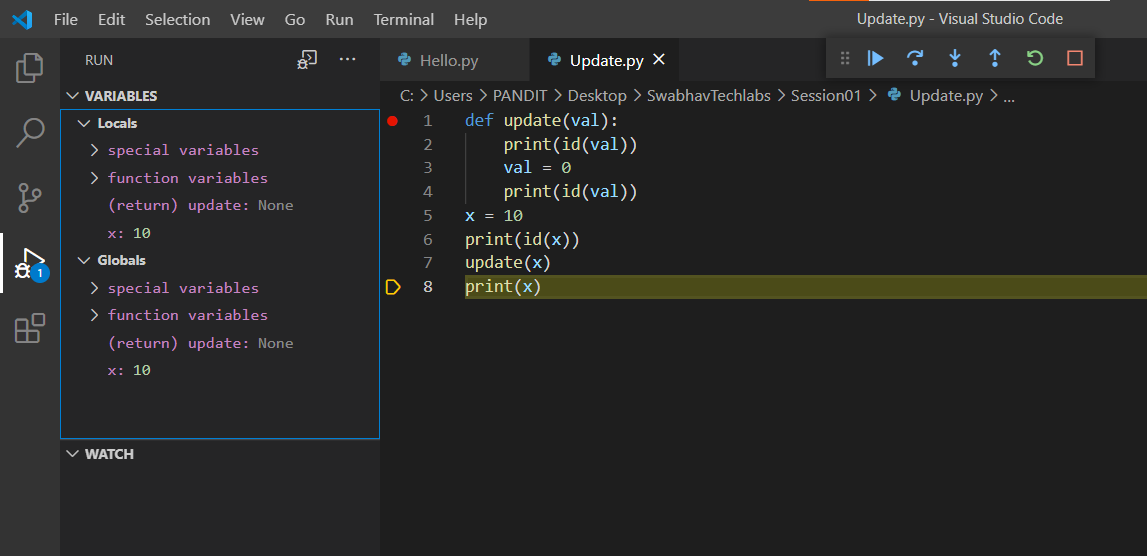 File Edit Selection View Go Run Terminal Help
Update.py - Visual Studio Code
RUN
...
Hello.py
Update.py
VARIABLES
C: > Users > PANDIT > Desktop > SwabhavTechlabs > Session01 > Update.py > ...
Locals
special variables
function variables
(return) update: None
x: 10
Globals
special variables
function variables
(return) update: None
x: 10
WATCH
1
1 def update(val):
2     print(id(val))
3     val = 0
4     print(id(val))
5 x = 10
6 print(id(x))
7 update(x)
8 print(x)